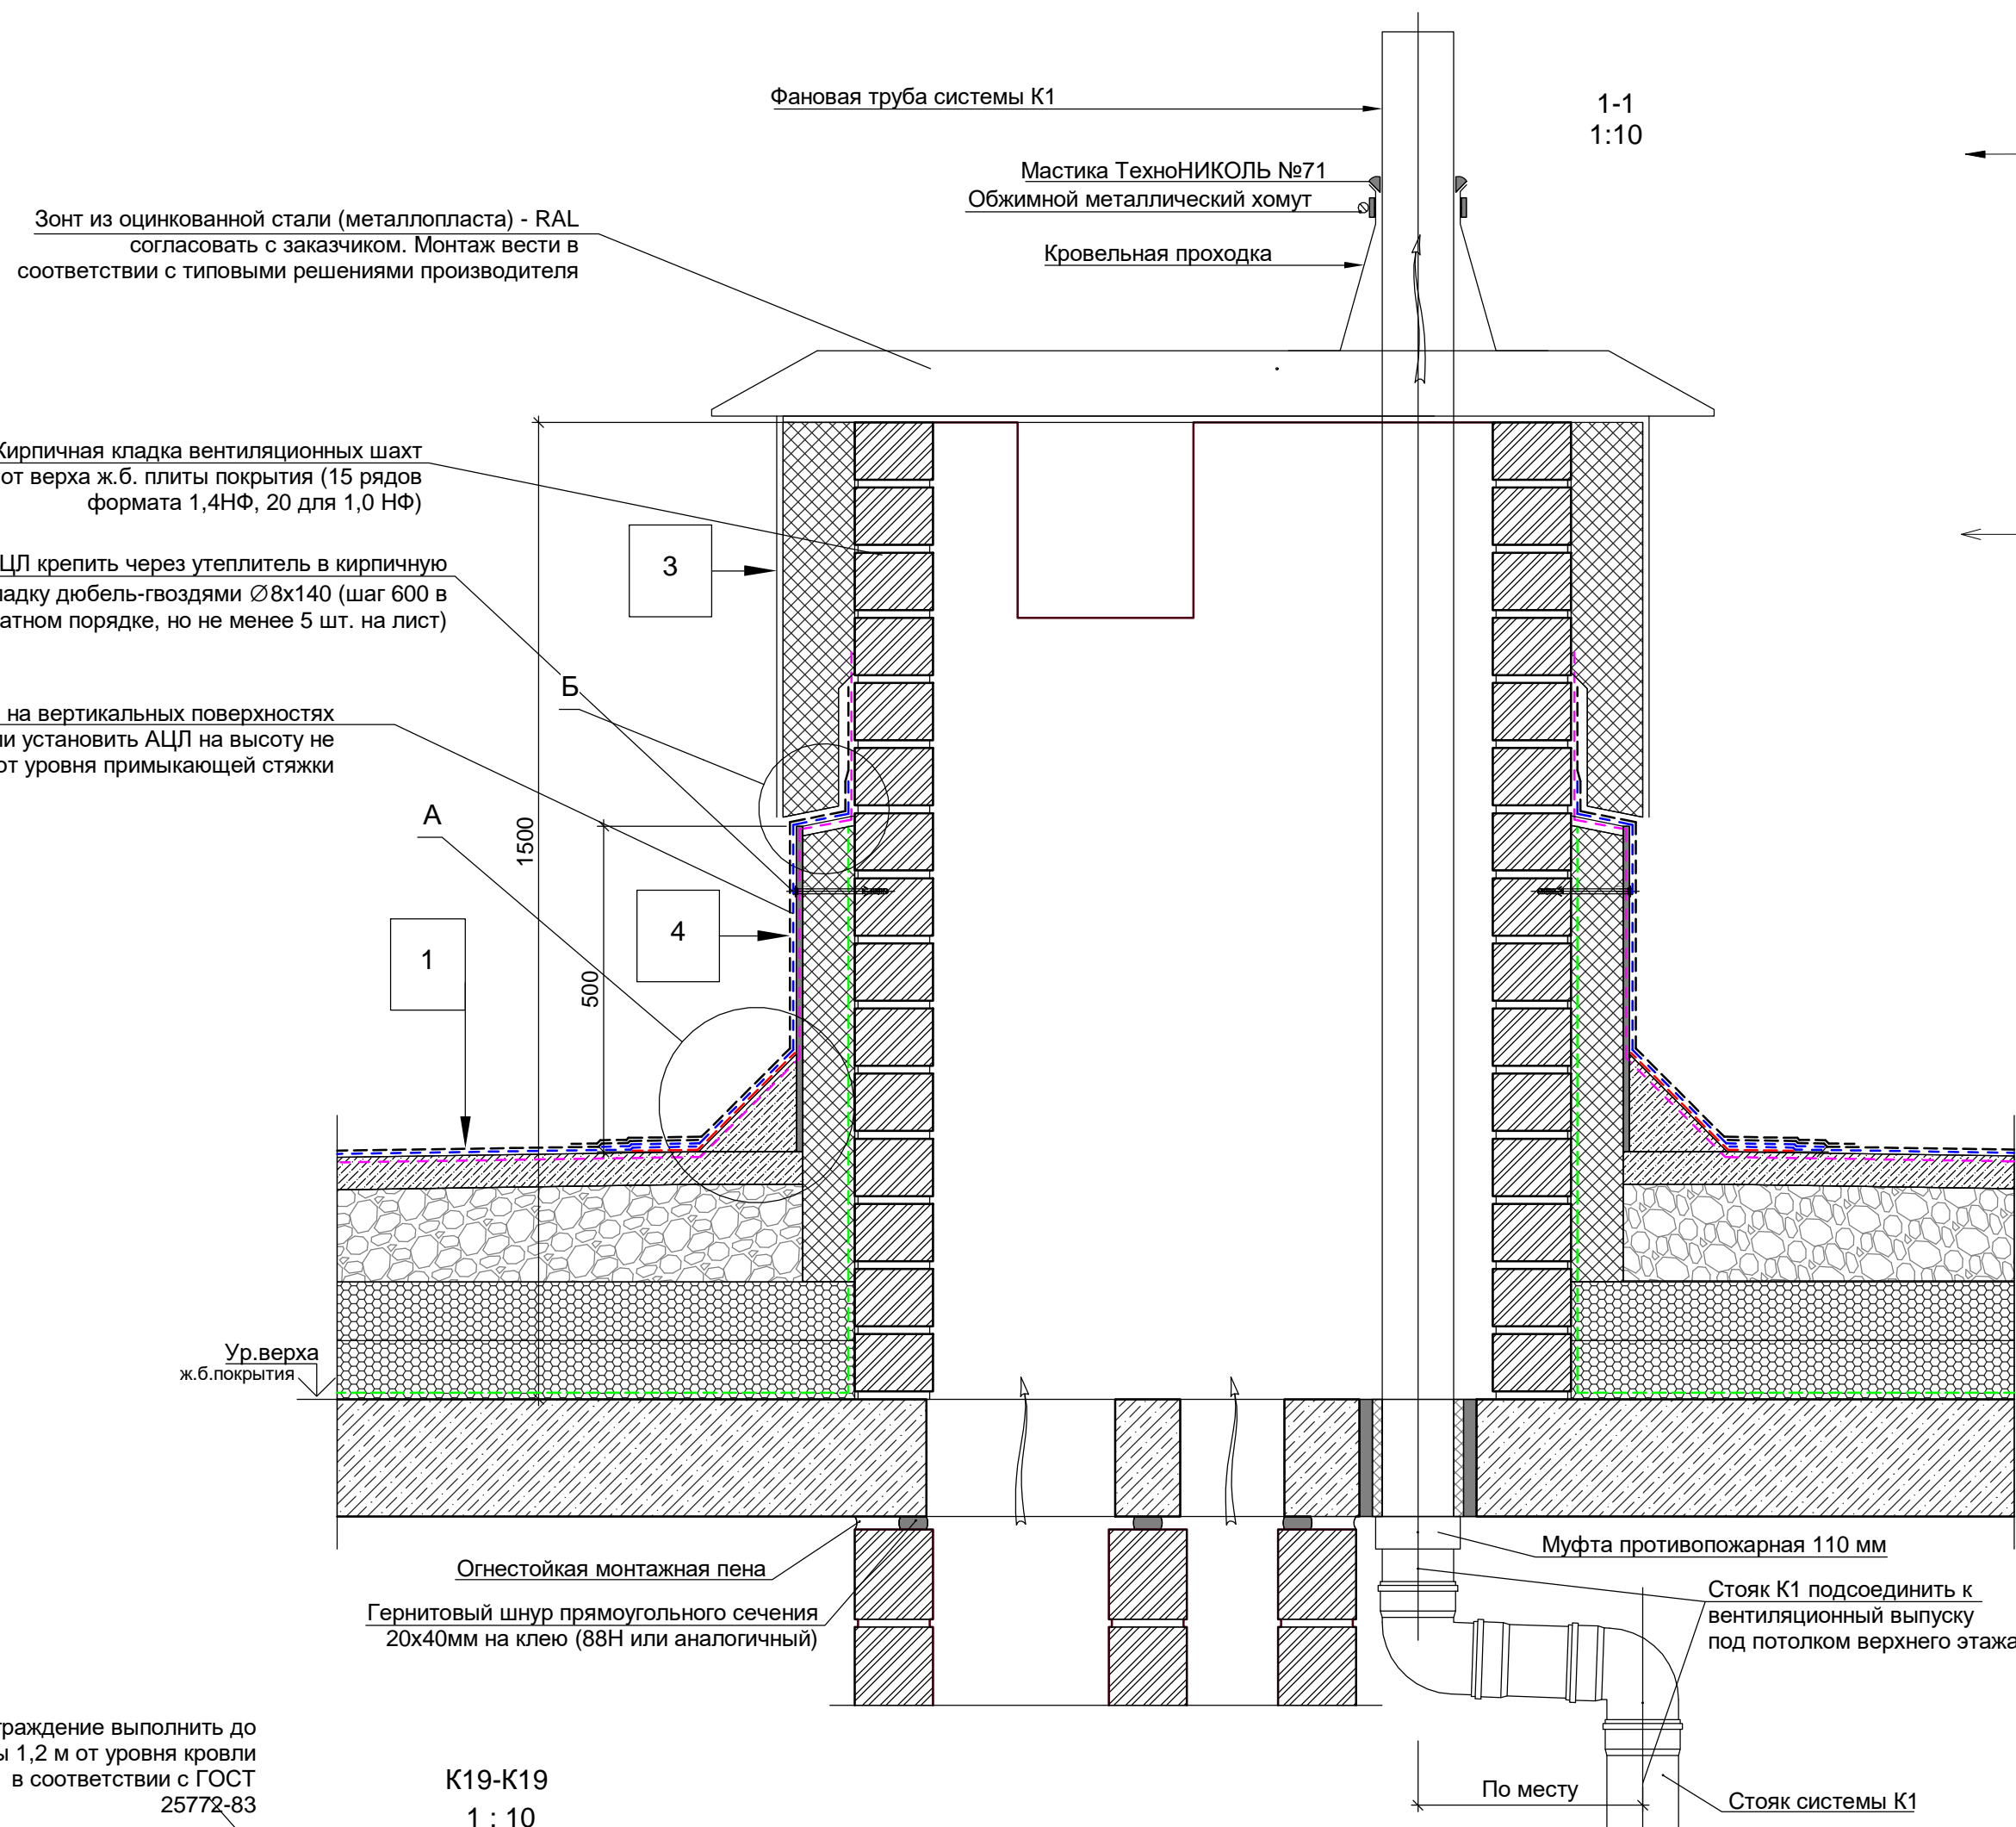 Фановая труба системы К1
1-1
1:10
Мастика ТехноНИКОЛЬ №71
Обжимной металлический хомут
Кровельная проходка
Зонт из оцинкованной стали (металлопласта) - RAL
согласовать с заказчиком. Монтаж вести в
соответствии с типовыми решениями производителя
Кирпичная кладка вентиляционных шахт
от верха ж.б. плиты покрытия (15 рядов
формата 1,4НФ, 20 для 1,0 НФ)
3
крепить через утеплитель в кирпичную
дюбель-гвоздями ∅8х140 (шаг 600 в
порядке, но не менее 5 шт. на лист)
Б
на вертикальных поверхностях
установить АЦЛ на высоту не
от уровня примыкающей стяжки
А
1500
500
4
1
Ур.верха
ж.б.покрытия
Огнестойкая монтажная пена
Гернитовый шнур прямоугольного сечения
20х40мм на клею (88Н или аналогичный)
Муфта противопожарная 110 мм
Стояк К1 подсоединить к
вентиляционный выпуску
под потолком верхнего этажа
выполнить до
1,2 м от уровня кровли
в соответствии с ГОСТ
25772-83
К19-К19
1 : 10
По месту
Стояк системы К1